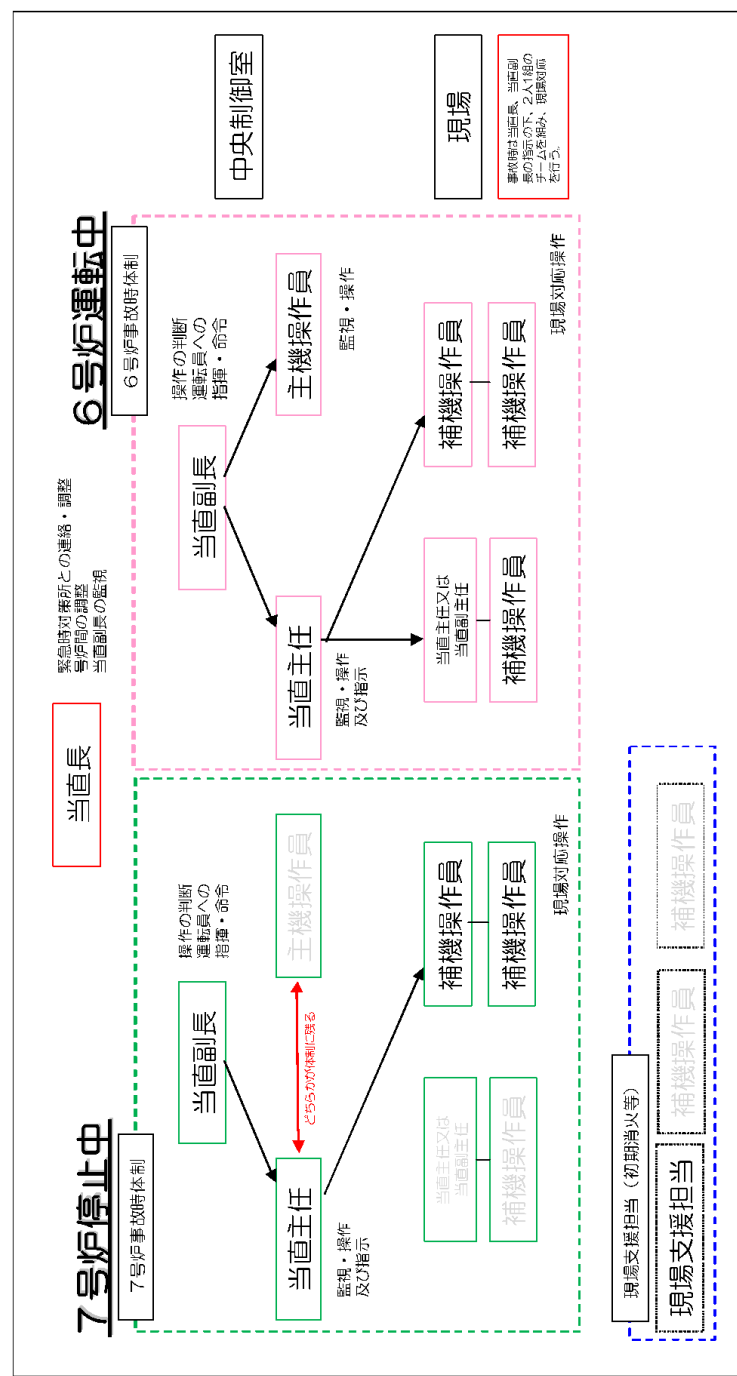 7号炉停止中
6号炉運転中
当直長
緊急時対策所との連絡・調整
号炉間の調整
当直副長の監視
7号炉事故時体制
6号炉事故時体制
当直副長
操作の判断
運転員への
指揮・命令
当直副長
操作の判断
運転員への
指揮・命令
中央制御室
当直主任
監視・操作
及び指示
どちらかが体制に残る
主機操作員
当直主任
監視・操作
及び指示
主機操作員
監視・操作
当直主任又は
当直副主任
補機操作員
補機操作員
補機操作員
現場対応操作
当直主任又は
当直副主任
補機操作員
補機操作員
補機操作員
現場対応操作
現場
事故時は当直長、当直副
長の指示の下、2人1組の
チームを組み、現場対応
を行う。
現場支援担当（初期消火等）
現場支援担当
補機操作員
補機操作員